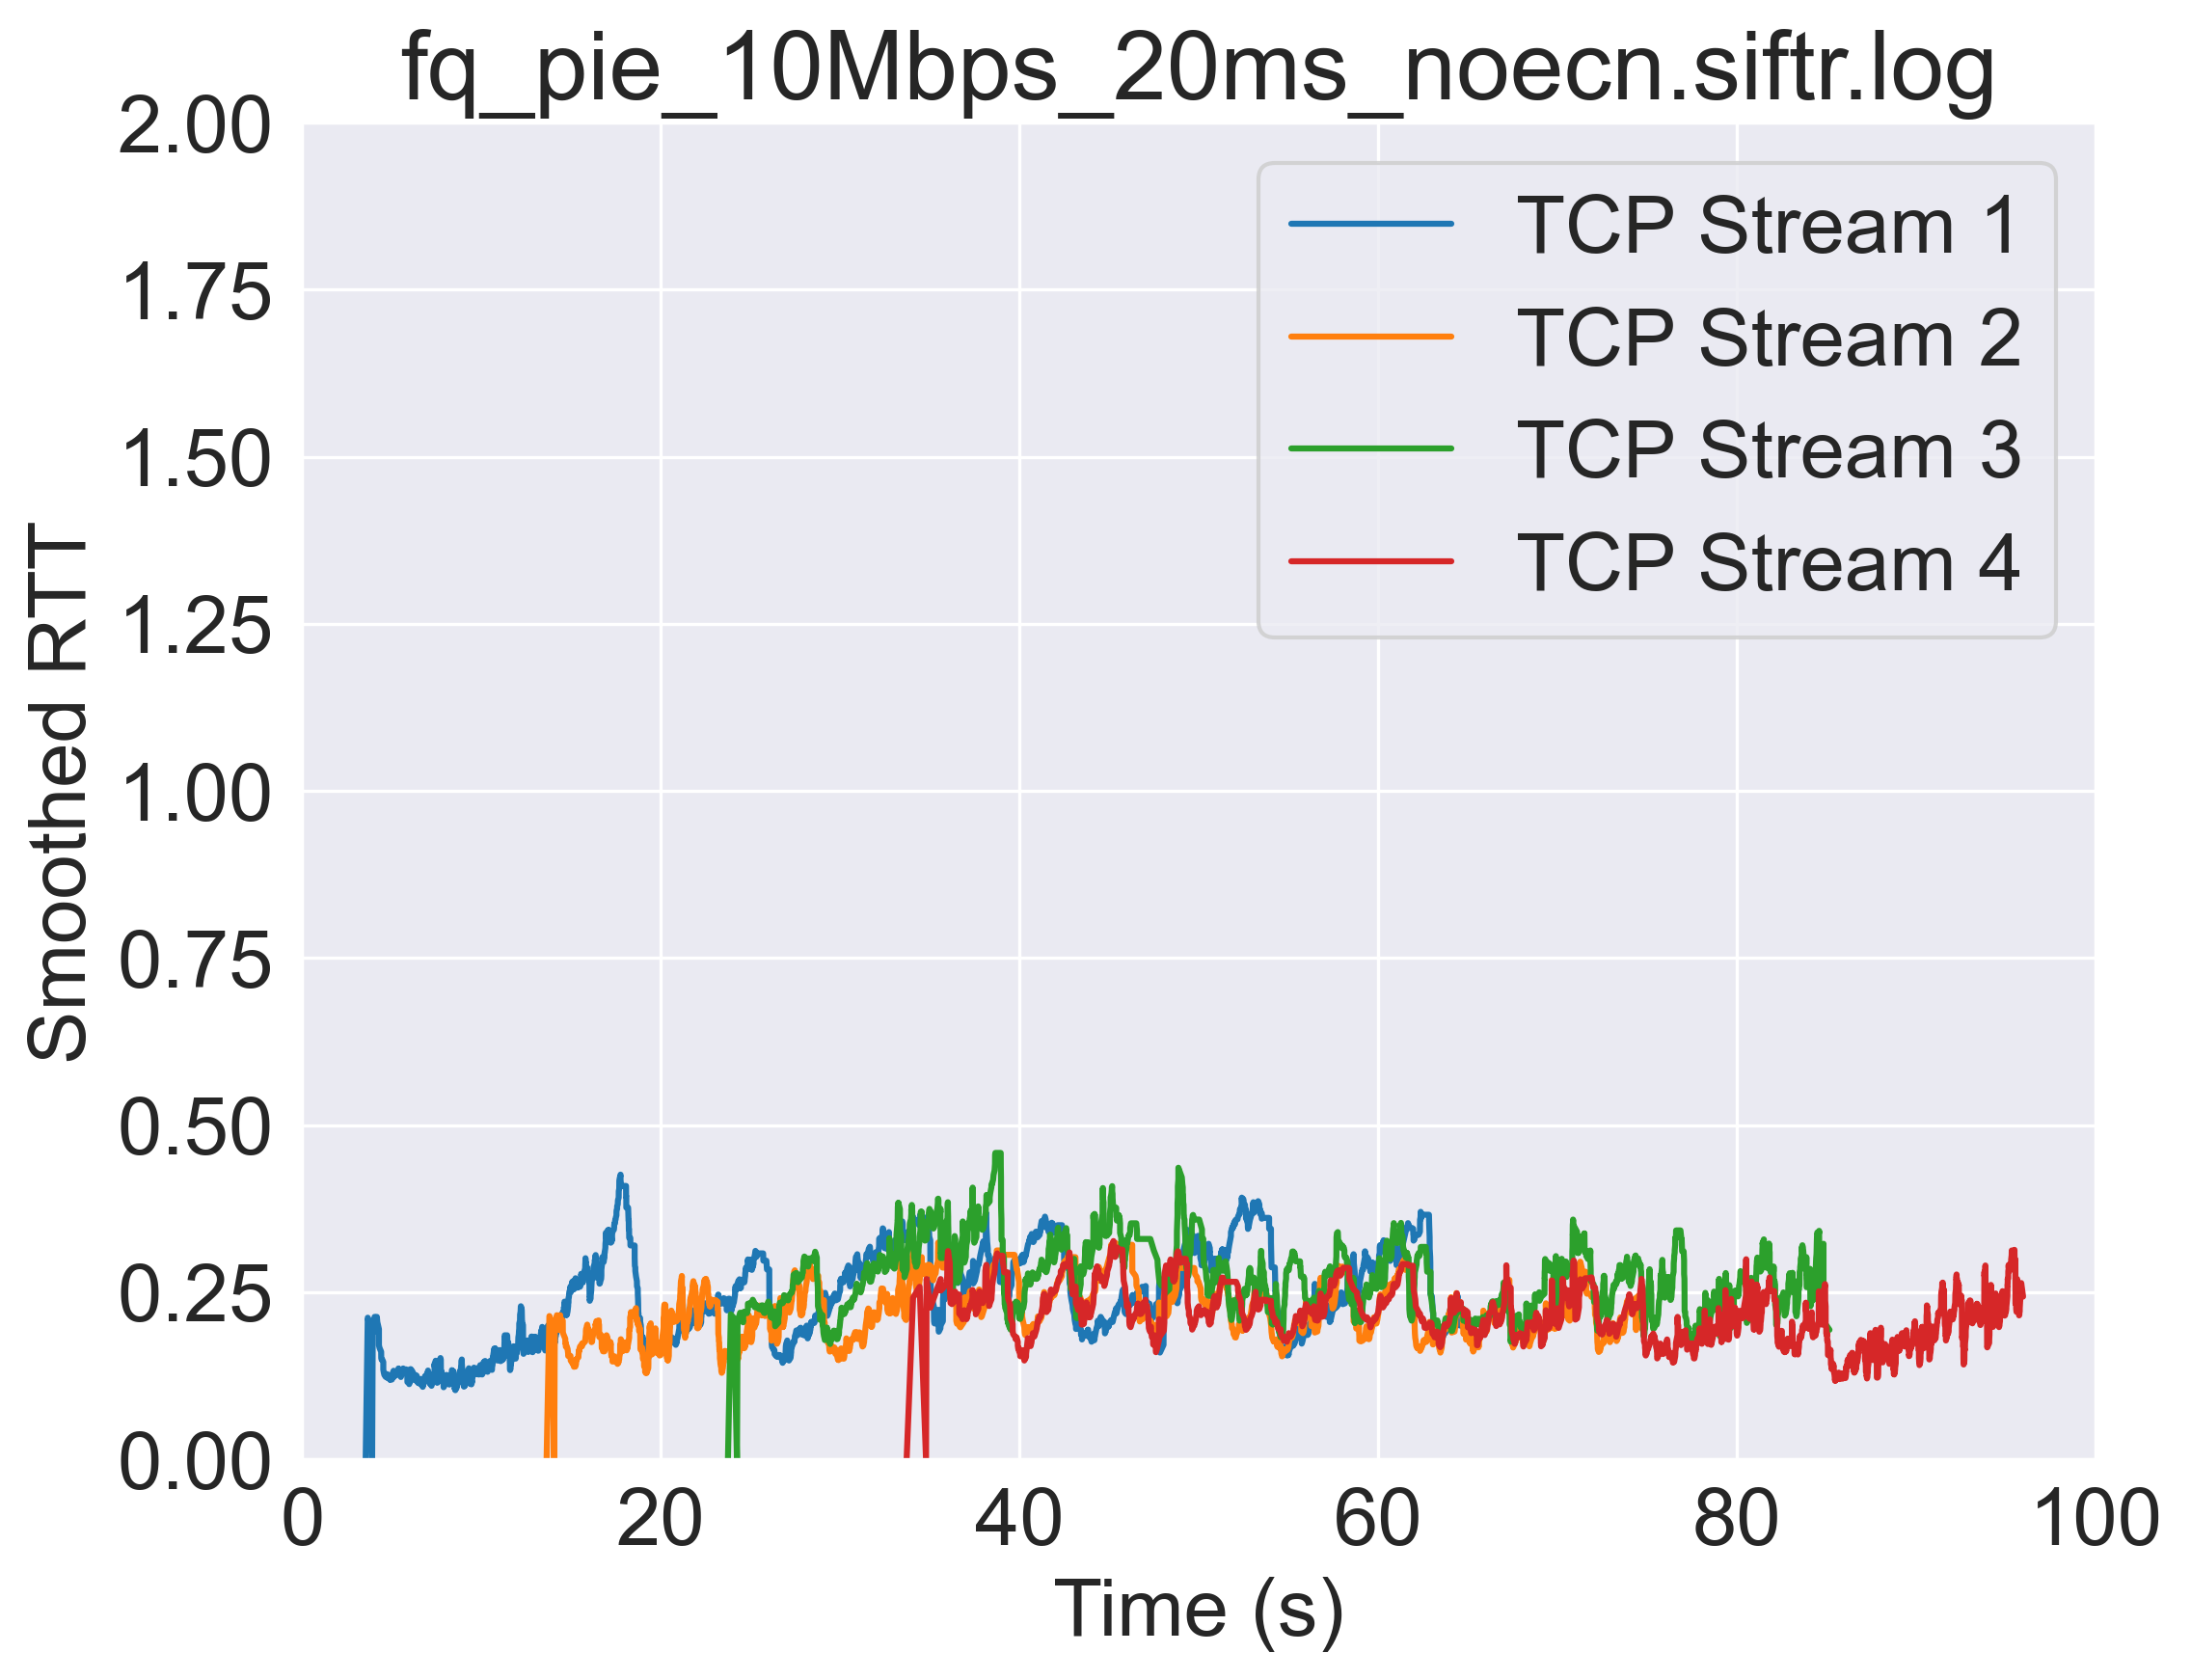 fq_pie_10Mbps_20ms_noecn.siftr.log
2.00
1.75
1.50
1.25
1.00
0.75
0.50
0.25
0.00
Smoothed RTT
TCP Stream 1
TCP Stream 2
TCP Stream 3
TCP Stream 4
0 20 40 60 80 100
Time (s)